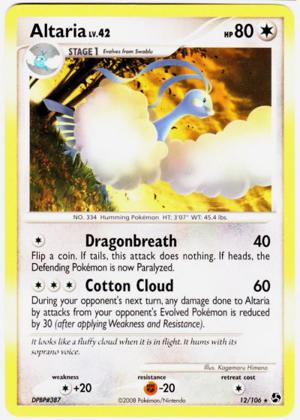 Altaria LV.42 HP 80
STAGE 1 Evolves from Swablu
NO. 334 Humming Pokémon HT: 3'07" WT: 45.4 lbs.
Dragonbreath 40
Flip a coin. If tails, this attack does nothing. If heads, the
Defending Pokémon is now Paralyzed.
Cotton Cloud 60
During your opponent's next turn, any damage done to Altaria
by attacks from your opponent's Evolved Pokémon is reduced
by 30 (after applying Weakness and Resistance).
It looks like a fluffy cloud when it is in flight. It hums with its
soprano voice.
weakness resistance retreat cost
+20 -20
Illus. Kagemaru Himeno
DPBP#387 ©2008 Pokémon/Nintendo 12/106